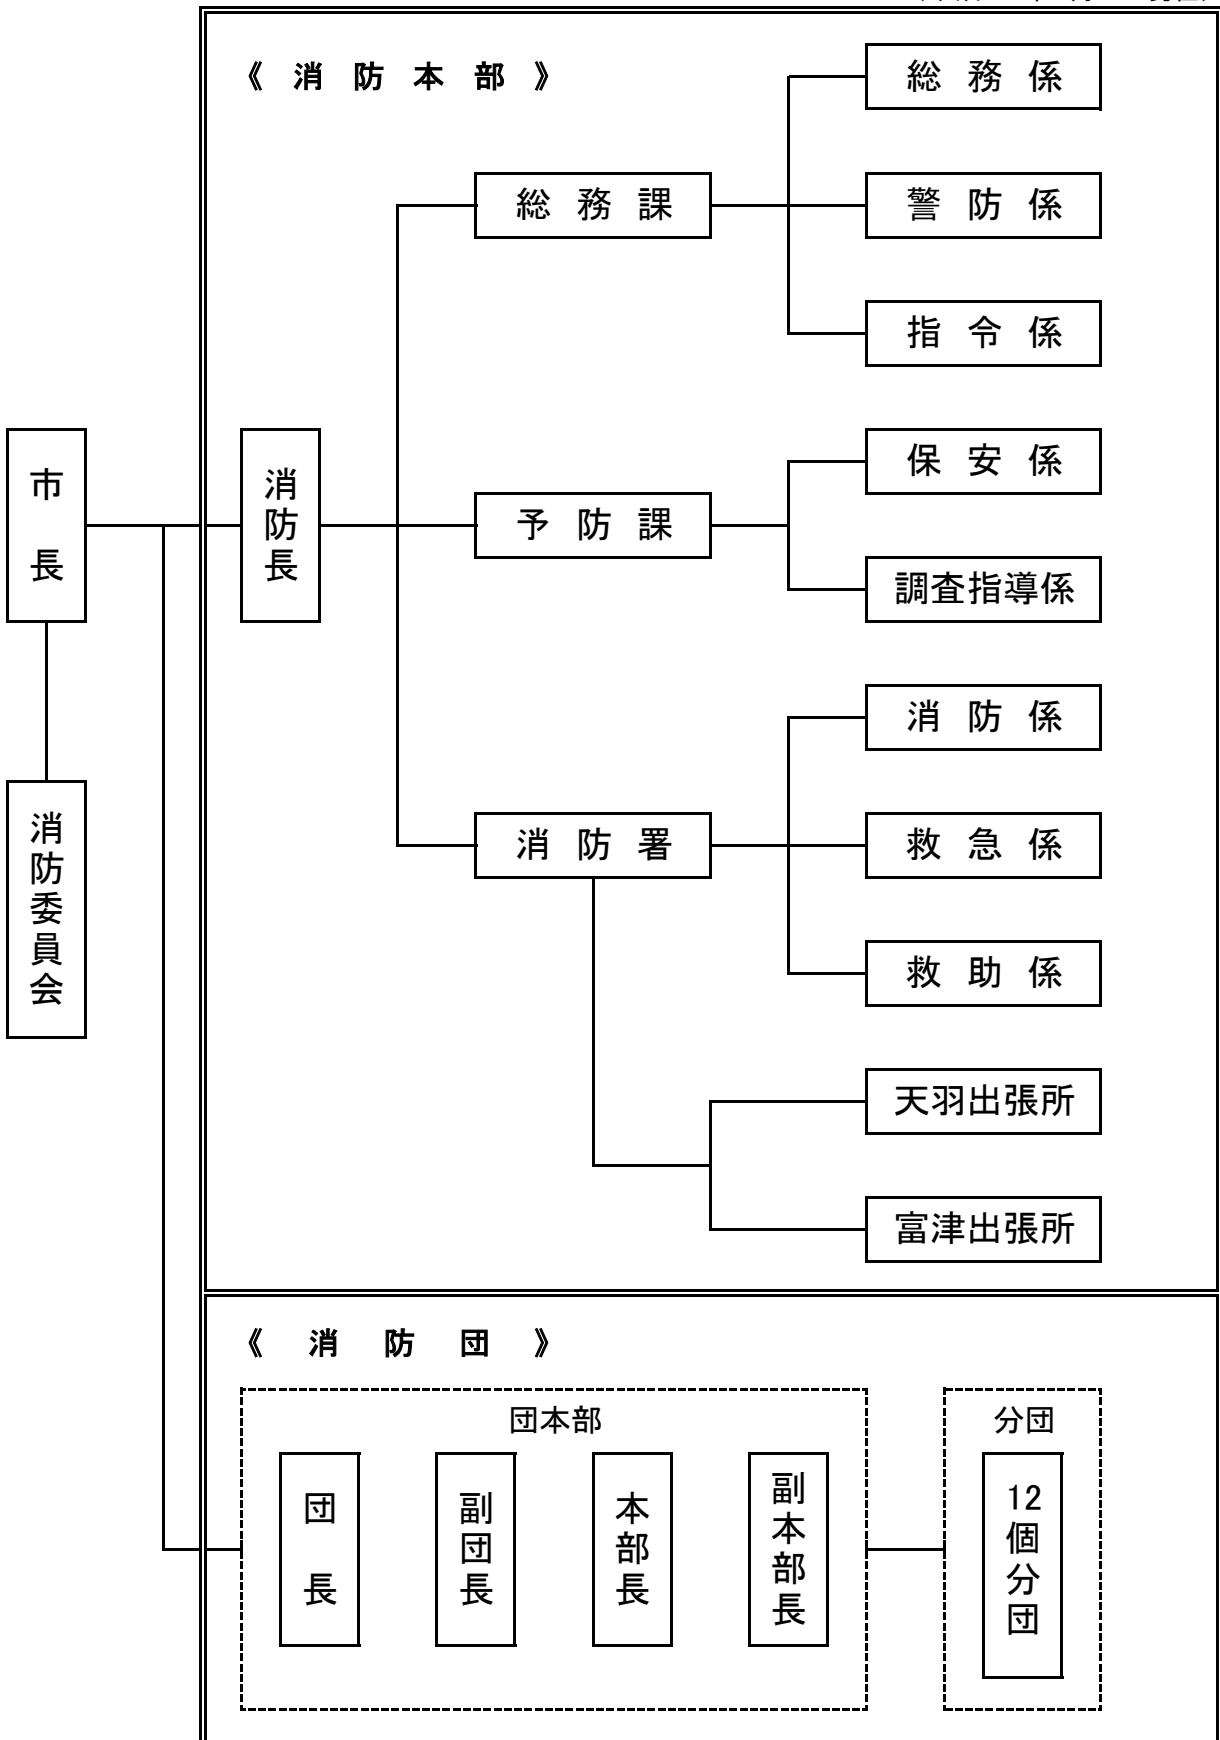 《 消 防 本 部 》
総 務 係
総 務 課
警 防 係
指 令 係
市長
消防長
予 防 課
保 安 係
調査指導係
消防委員会
消 防 署
消 防 係
救 急 係
救 助 係
天羽出張所
富津出張所
《 消 防 団 》
団本部
団長
副団長
本部長
副本部長
分団
12個分団